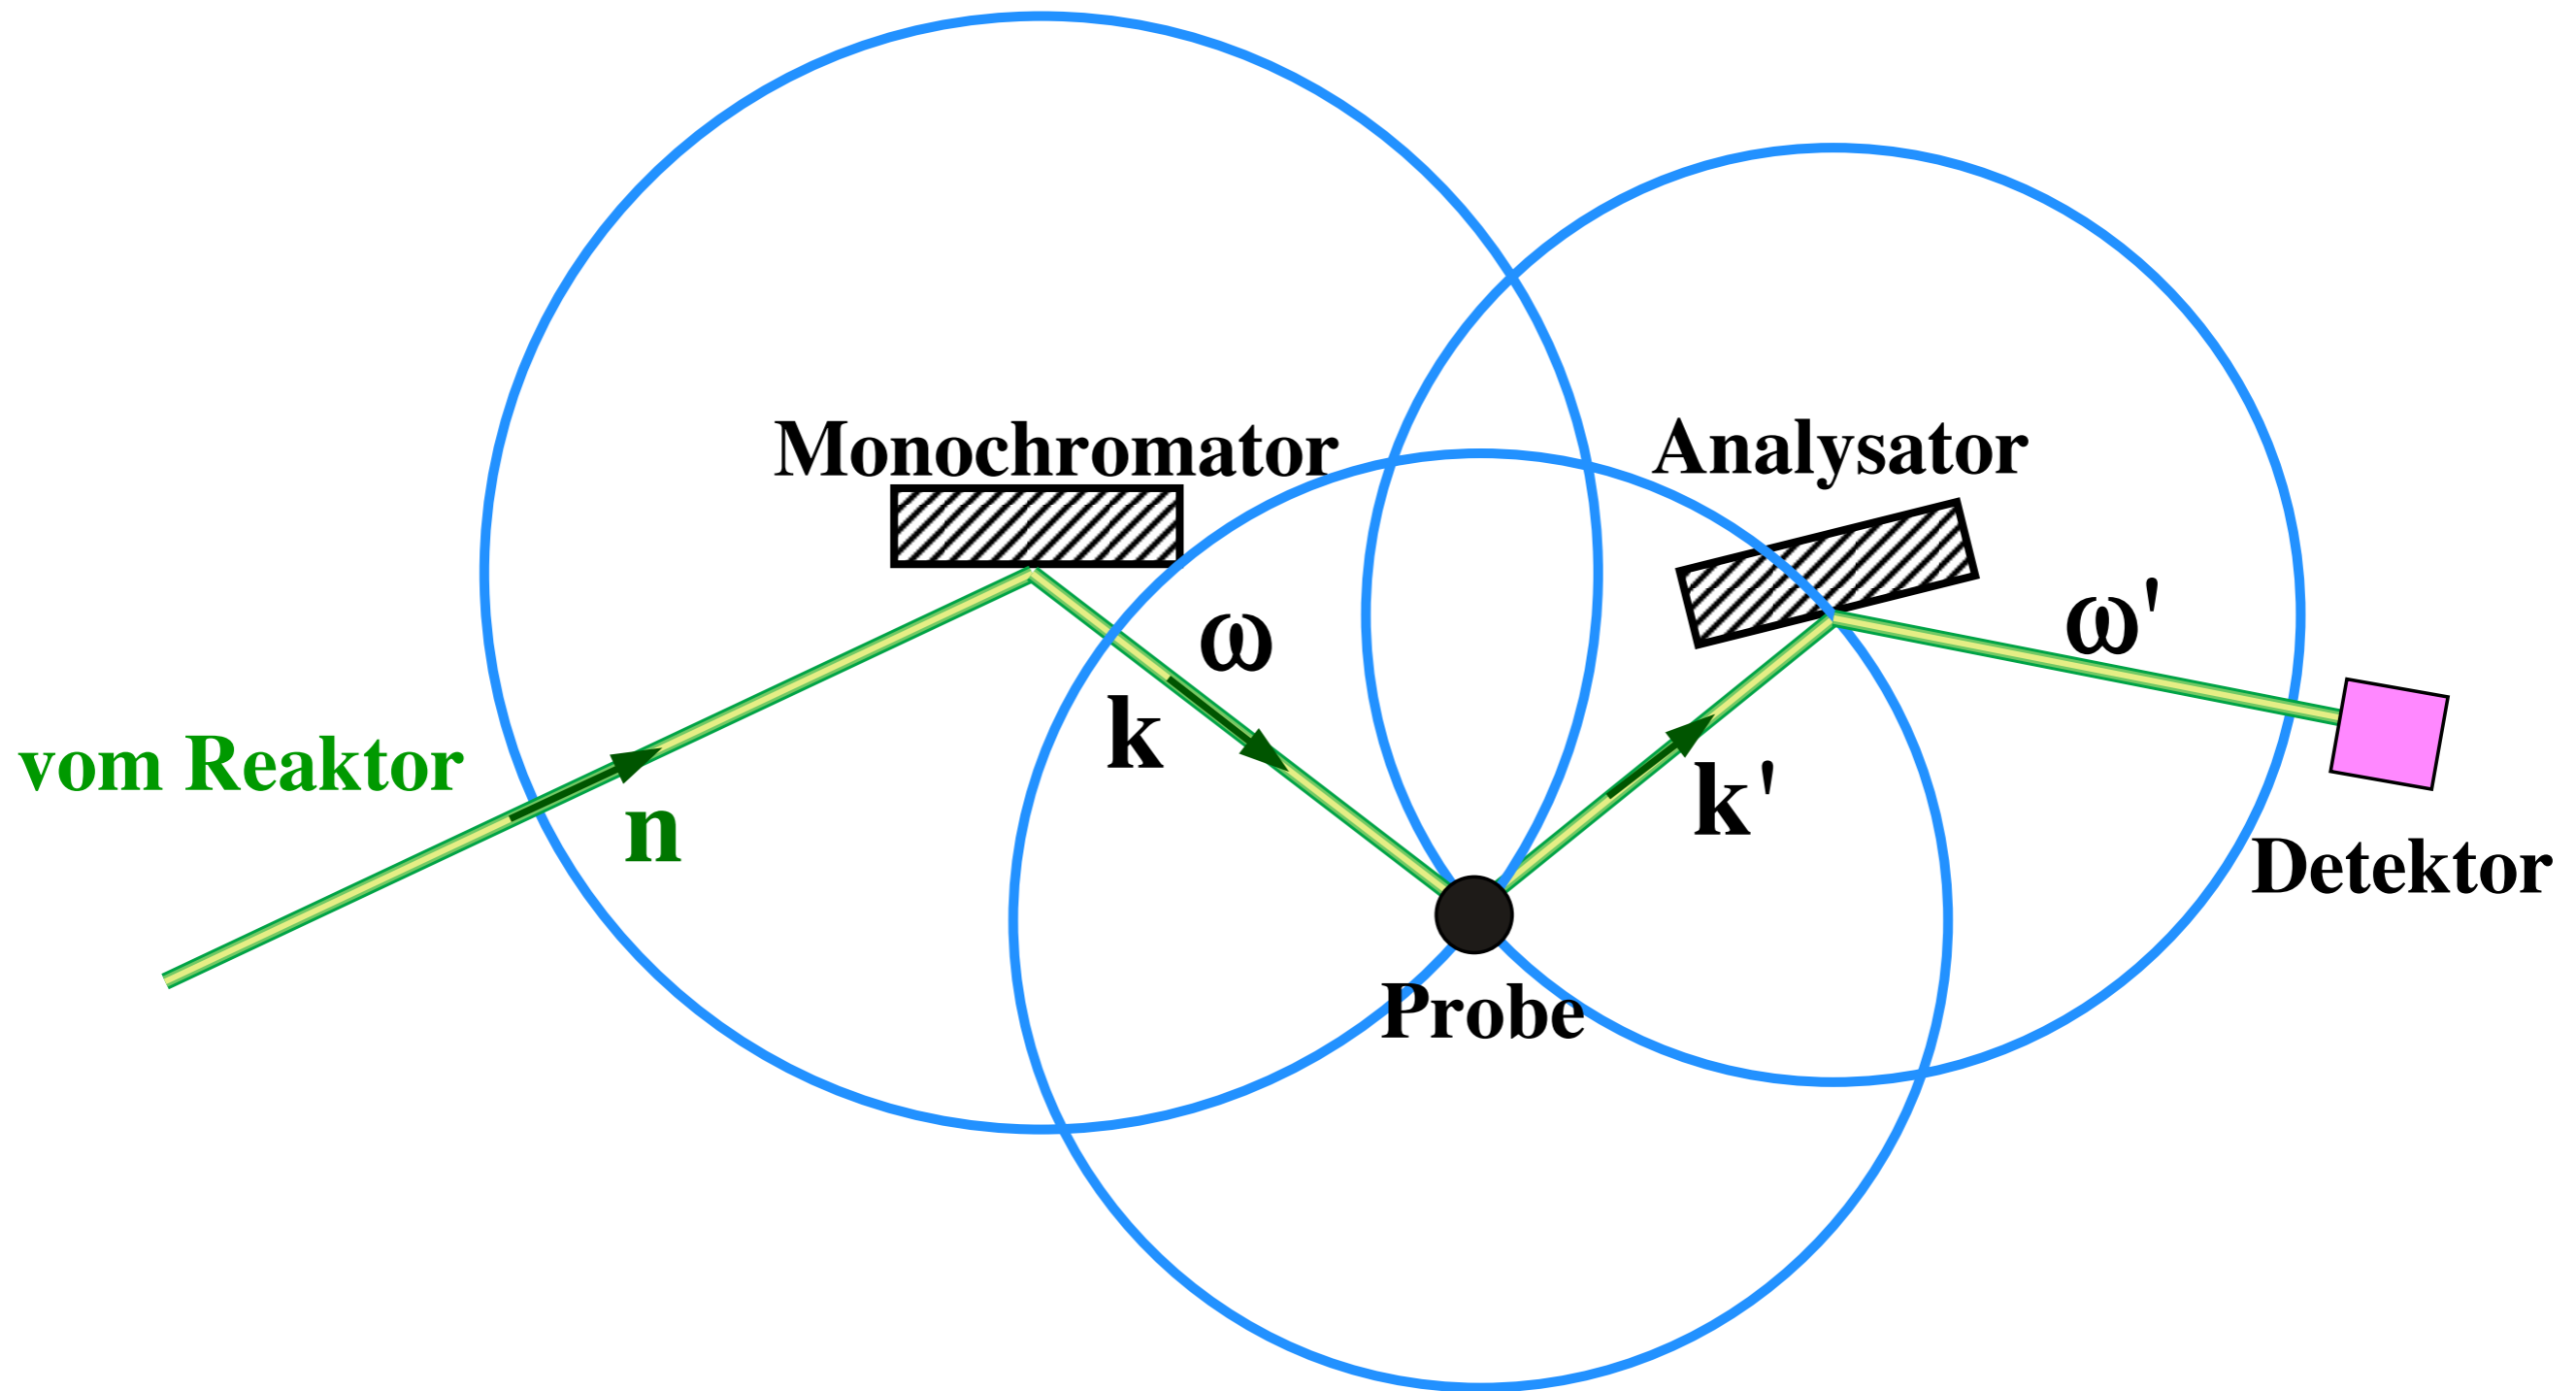 Monochromator
Analysator
ω
ω'
k
k'
vom Reaktor
n
Detektor
Probe